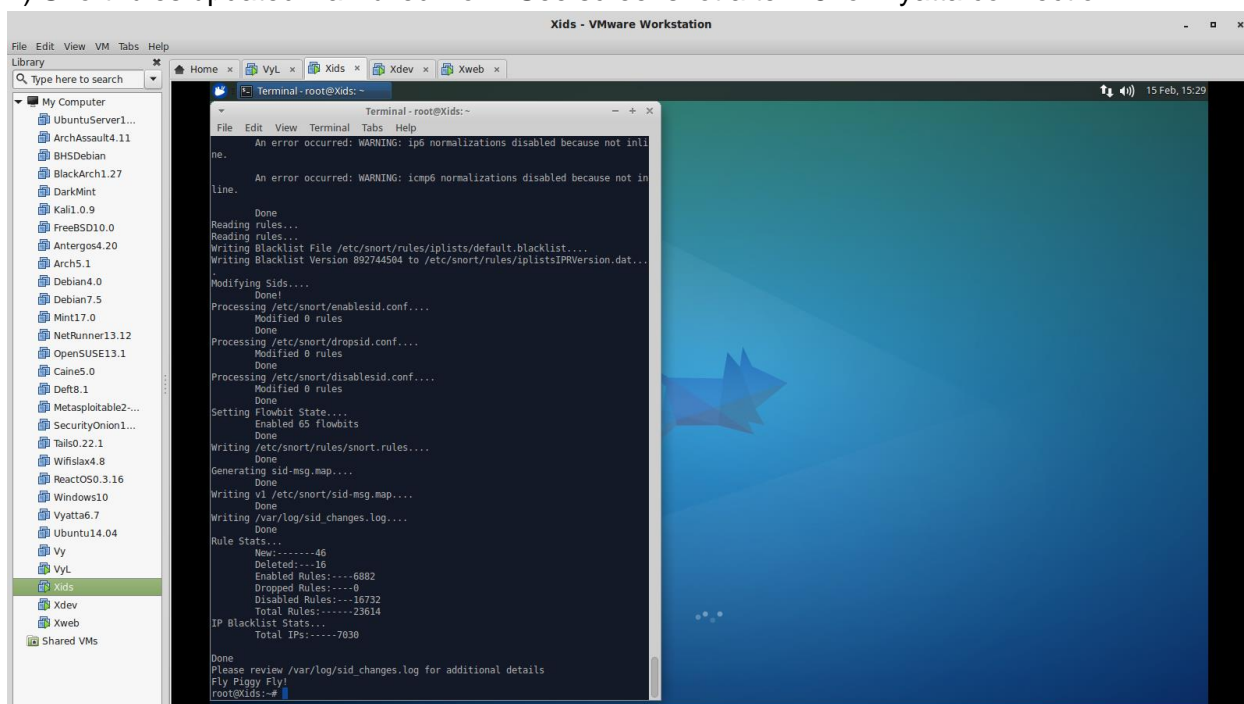 Xids - VMware Workstation
File Edit View VM Tabs Help
Library
Type here to search
My Computer
UbuntuServer1...
ArchAssault4.11
BHSDebian
BlackArch1.27
DarkMint
Kali1.0.9
FreeBSD10.0
Antergos4.20
Arch5.1
Debian4.0
Debian7.5
Mint17.0
NetRunner13.12
OpenSUSE13.1
Caine5.0
Deft8.1
Metasploitable2-...
SecurityOnion1...
Tails0.22.1
Wifislax4.8
ReactOS0.3.16
Windows10
Vyatta6.7
Ubuntu14.04
Vy
VyL
Xids
Xdev
Xweb
Shared VMs
Home
VyL
Xids
Xdev
Xweb
Terminal - root@Xids: ~
15 Feb, 15:29
Terminal - root@Xids: ~
File Edit View Terminal Tabs Help
An error occurred: WARNING: ip6 normalizations disabled because not inli
ne.
An error occurred: WARNING: icmp6 normalizations disabled because not in
line.
Done
Reading rules...
Reading rules...
Writing Blacklist File /etc/snort/rules/iplists/default.blacklist....
Writing Blacklist Version 892744504 to /etc/snort/rules/iplistsIPRVersion.dat...
.
Modifying Sids....
Done!
Processing /etc/snort/enablesid.conf....
Modified 0 rules
Done
Processing /etc/snort/dropsid.conf....
Modified 0 rules
Done
Processing /etc/snort/disablesid.conf....
Modified 0 rules
Done
Setting Flowbit State....
Enabled 65 flowbits
Done
Writing /etc/snort/rules/snort.rules....
Done
Generating sid-msg.map....
Done
Writing v1 /etc/snort/sid-msg.map....
Done
Writing /var/log/sid_changes.log....
Done
Rule Stats...
New:-------46
Deleted:---16
Enabled Rules:----6882
Dropped Rules:----0
Disabled Rules:---16732
Total Rules:------23614
IP Blacklist Stats...
Total IPs:-----7030
Done
Please review /var/log/sid_changes.log for additional details
Fly Piggy Fly!
root@Xids:~#